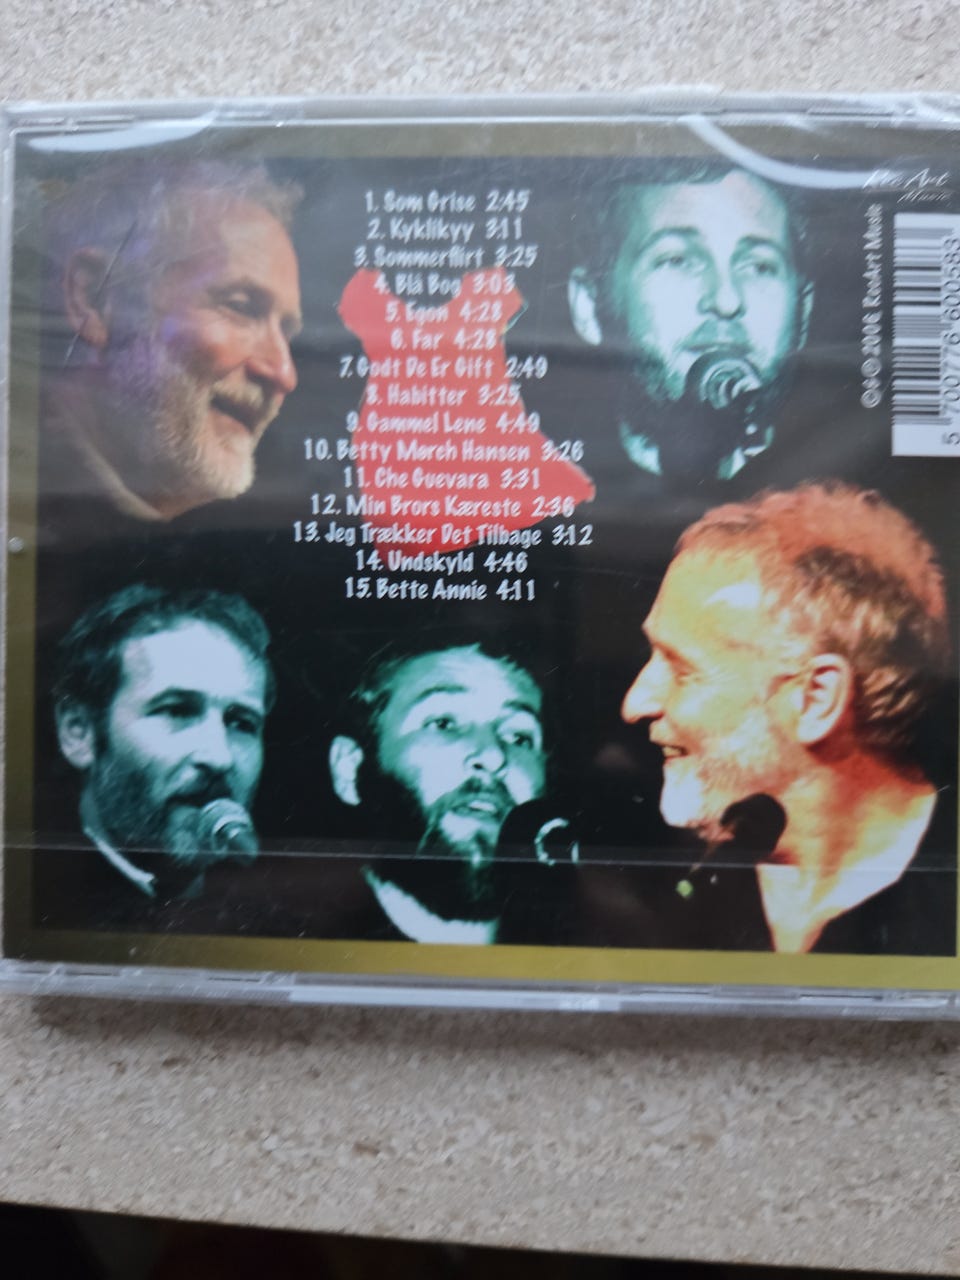 1. Som Grise 2:45
2. Kyklikyy 3:11
3. Sommerflirt 3:25
4. Blå Bog 3:03
5. Egon 4:28
6. Far 4:28
7. Godt De Er Gift 2:49
8. Habitter 3:25
9. Gammel Lene 4:49
10. Betty Mørch Hansen 3:26
11. Che Guevara 3:31
12. Min Brors Kæreste 2:36
13. Jeg Trækker Det Tilbage 3:12
14. Undskyld 4:46
15. Bette Annie 4:11
Music
©&℗2006 RecArt Music
5 700776 600583